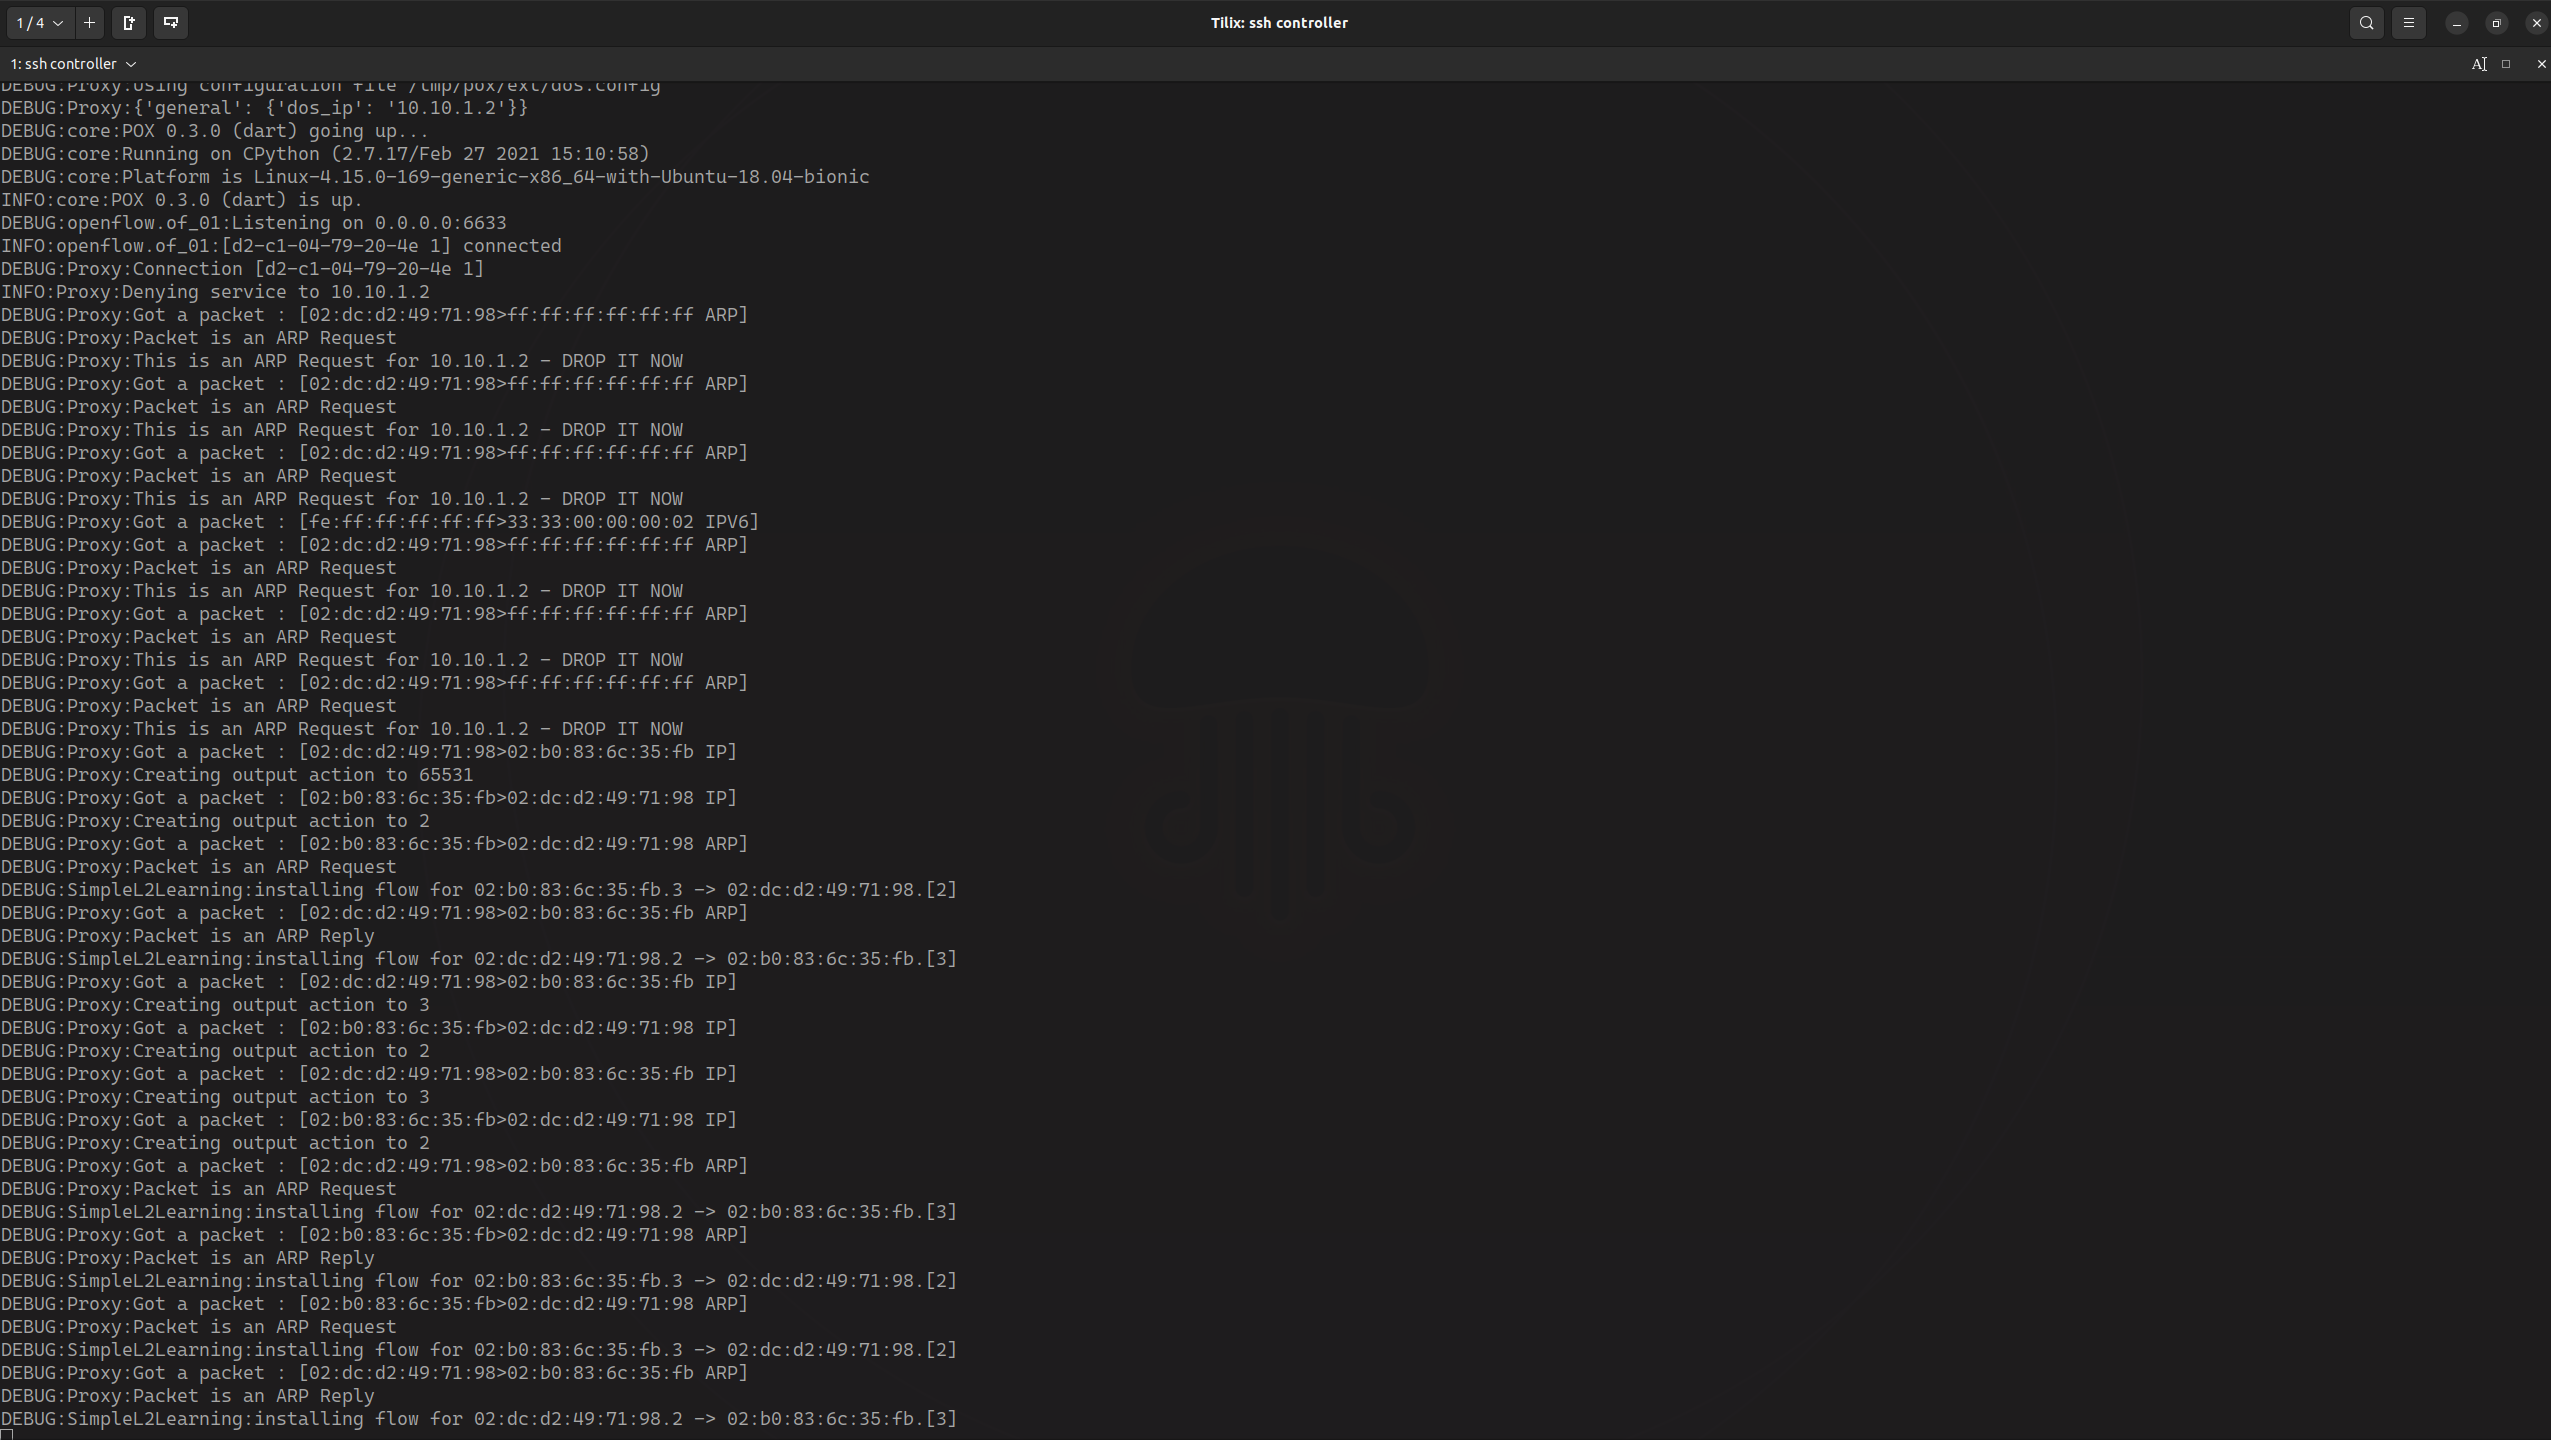 1 / 4
Tilix: ssh controller
1: ssh controller
DEBUG:Proxy:Using configuration file /tmp/pox/ext/dos.config
DEBUG:Proxy:{'general': {'dos_ip': '10.10.1.2'}}
DEBUG:core:POX 0.3.0 (dart) going up...
DEBUG:core:Running on CPython (2.7.17/Feb 27 2021 15:10:58)
DEBUG:core:Platform is Linux-4.15.0-169-generic-x86_64-with-Ubuntu-18.04-bionic
INFO:core:POX 0.3.0 (dart) is up.
DEBUG:openflow.of_01:Listening on 0.0.0.0:6633
INFO:openflow.of_01:[d2-c1-04-79-20-4e 1] connected
DEBUG:Proxy:Connection [d2-c1-04-79-20-4e 1]
INFO:Proxy:Denying service to 10.10.1.2
DEBUG:Proxy:Got a packet : [02:dc:d2:49:71:98>ff:ff:ff:ff:ff:ff ARP]
DEBUG:Proxy:Packet is an ARP Request
DEBUG:Proxy:This is an ARP Request for 10.10.1.2 - DROP IT NOW
DEBUG:Proxy:Got a packet : [02:dc:d2:49:71:98>ff:ff:ff:ff:ff:ff ARP]
DEBUG:Proxy:Packet is an ARP Request
DEBUG:Proxy:This is an ARP Request for 10.10.1.2 - DROP IT NOW
DEBUG:Proxy:Got a packet : [02:dc:d2:49:71:98>ff:ff:ff:ff:ff:ff ARP]
DEBUG:Proxy:Packet is an ARP Request
DEBUG:Proxy:This is an ARP Request for 10.10.1.2 - DROP IT NOW
DEBUG:Proxy:Got a packet : [fe:ff:ff:ff:ff:ff>33:33:00:00:00:02 IPV6]
DEBUG:Proxy:Got a packet : [02:dc:d2:49:71:98>ff:ff:ff:ff:ff:ff ARP]
DEBUG:Proxy:Packet is an ARP Request
DEBUG:Proxy:This is an ARP Request for 10.10.1.2 - DROP IT NOW
DEBUG:Proxy:Got a packet : [02:dc:d2:49:71:98>ff:ff:ff:ff:ff:ff ARP]
DEBUG:Proxy:Packet is an ARP Request
DEBUG:Proxy:This is an ARP Request for 10.10.1.2 - DROP IT NOW
DEBUG:Proxy:Got a packet : [02:dc:d2:49:71:98>ff:ff:ff:ff:ff:ff ARP]
DEBUG:Proxy:Packet is an ARP Request
DEBUG:Proxy:This is an ARP Request for 10.10.1.2 - DROP IT NOW
DEBUG:Proxy:Got a packet : [02:dc:d2:49:71:98>02:b0:83:6c:35:fb IP]
DEBUG:Proxy:Creating output action to 65531
DEBUG:Proxy:Got a packet : [02:b0:83:6c:35:fb>02:dc:d2:49:71:98 IP]
DEBUG:Proxy:Creating output action to 2
DEBUG:Proxy:Got a packet : [02:b0:83:6c:35:fb>02:dc:d2:49:71:98 ARP]
DEBUG:Proxy:Packet is an ARP Request
DEBUG:SimpleL2Learning:installing flow for 02:b0:83:6c:35:fb.3 -> 02:dc:d2:49:71:98.[2]
DEBUG:Proxy:Got a packet : [02:dc:d2:49:71:98>02:b0:83:6c:35:fb ARP]
DEBUG:Proxy:Packet is an ARP Reply
DEBUG:SimpleL2Learning:installing flow for 02:dc:d2:49:71:98.2 -> 02:b0:83:6c:35:fb.[3]
DEBUG:Proxy:Got a packet : [02:dc:d2:49:71:98>02:b0:83:6c:35:fb IP]
DEBUG:Proxy:Creating output action to 3
DEBUG:Proxy:Got a packet : [02:b0:83:6c:35:fb>02:dc:d2:49:71:98 IP]
DEBUG:Proxy:Creating output action to 2
DEBUG:Proxy:Got a packet : [02:dc:d2:49:71:98>02:b0:83:6c:35:fb IP]
DEBUG:Proxy:Creating output action to 3
DEBUG:Proxy:Got a packet : [02:b0:83:6c:35:fb>02:dc:d2:49:71:98 IP]
DEBUG:Proxy:Creating output action to 2
DEBUG:Proxy:Got a packet : [02:dc:d2:49:71:98>02:b0:83:6c:35:fb ARP]
DEBUG:Proxy:Packet is an ARP Request
DEBUG:SimpleL2Learning:installing flow for 02:dc:d2:49:71:98.2 -> 02:b0:83:6c:35:fb.[3]
DEBUG:Proxy:Got a packet : [02:b0:83:6c:35:fb>02:dc:d2:49:71:98 ARP]
DEBUG:Proxy:Packet is an ARP Reply
DEBUG:SimpleL2Learning:installing flow for 02:b0:83:6c:35:fb.3 -> 02:dc:d2:49:71:98.[2]
DEBUG:Proxy:Got a packet : [02:b0:83:6c:35:fb>02:dc:d2:49:71:98 ARP]
DEBUG:Proxy:Packet is an ARP Request
DEBUG:SimpleL2Learning:installing flow for 02:b0:83:6c:35:fb.3 -> 02:dc:d2:49:71:98.[2]
DEBUG:Proxy:Got a packet : [02:dc:d2:49:71:98>02:b0:83:6c:35:fb ARP]
DEBUG:Proxy:Packet is an ARP Reply
DEBUG:SimpleL2Learning:installing flow for 02:dc:d2:49:71:98.2 -> 02:b0:83:6c:35:fb.[3]